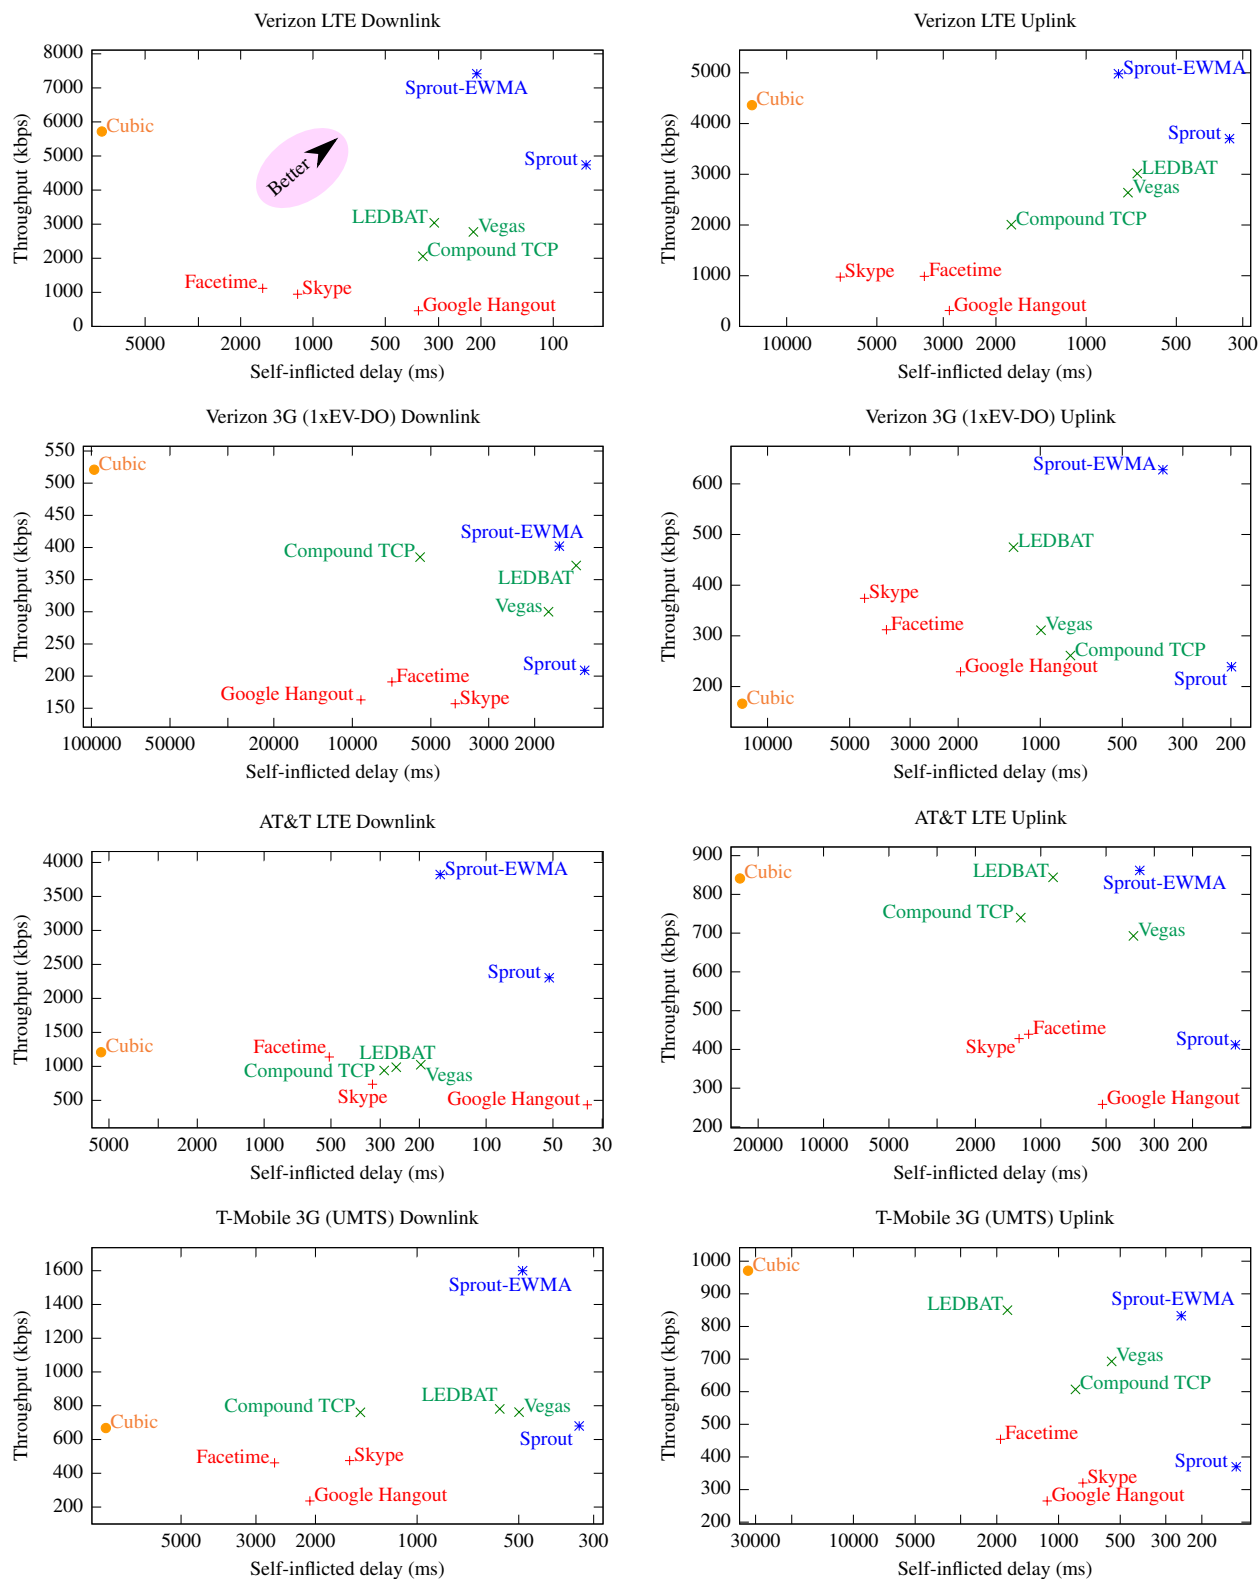 Verizon LTE Downlink
Throughput (kbps)
8000
7000
6000
5000
4000
3000
2000
1000
0
Sprout-EWMA
Cubic
Better
Sprout
LEDBAT
Vegas
Compound TCP
Facetime
Skype
Google Hangout
5000 2000 1000 500 300 200 100
Self-inflicted delay (ms)
Verizon LTE Uplink
Throughput (kbps)
5000
4000
3000
2000
1000
0
Sprout-EWMA
Cubic
Sprout
LEDBAT
Vegas
Compound TCP
Skype
Facetime
Google Hangout
10000 5000 3000 2000 1000 500 300
Self-inflicted delay (ms)
Verizon 3G (1xEV-DO) Downlink
Throughput (kbps)
550
500
450
400
350
300
250
200
150
Cubic
Sprout-EWMA
Compound TCP
LEDBAT
Vegas
Sprout
Facetime
Google Hangout
Skype
100000 50000 20000 10000 5000 3000 2000
Self-inflicted delay (ms)
Verizon 3G (1xEV-DO) Uplink
Throughput (kbps)
600
500
400
300
200
Sprout-EWMA
LEDBAT
Skype
Facetime
Vegas
Compound TCP
Google Hangout
Sprout
Cubic
10000 5000 3000 2000 1000 500 300 200
Self-inflicted delay (ms)
AT&T LTE Downlink
Throughput (kbps)
4000
3500
3000
2500
2000
1500
1000
500
Sprout-EWMA
Sprout
Cubic
Facetime
LEDBAT
Compound TCP
Vegas
Skype
Google Hangout
5000 2000 1000 500 300 200 100 50 30
Self-inflicted delay (ms)
AT&T LTE Uplink
Throughput (kbps)
900
800
700
600
500
400
300
200
Cubic
LEDBAT
Sprout-EWMA
Compound TCP
Vegas
Facetime
Skype
Sprout
Google Hangout
20000 10000 5000 2000 1000 500 300 200
Self-inflicted delay (ms)
T-Mobile 3G (UMTS) Downlink
Throughput (kbps)
1600
1400
1200
1000
800
600
400
200
Sprout-EWMA
Compound TCP
LEDBAT
Vegas
Cubic
Sprout
Facetime
Skype
Google Hangout
5000 3000 2000 1000 500 300
Self-inflicted delay (ms)
T-Mobile 3G (UMTS) Uplink
Throughput (kbps)
1000
900
800
700
600
500
400
300
200
Cubic
LEDBAT
Sprout-EWMA
Vegas
Compound TCP
Facetime
Sprout
Skype
Google Hangout
30000 10000 5000 2000 1000 500 300 200
Self-inflicted delay (ms)